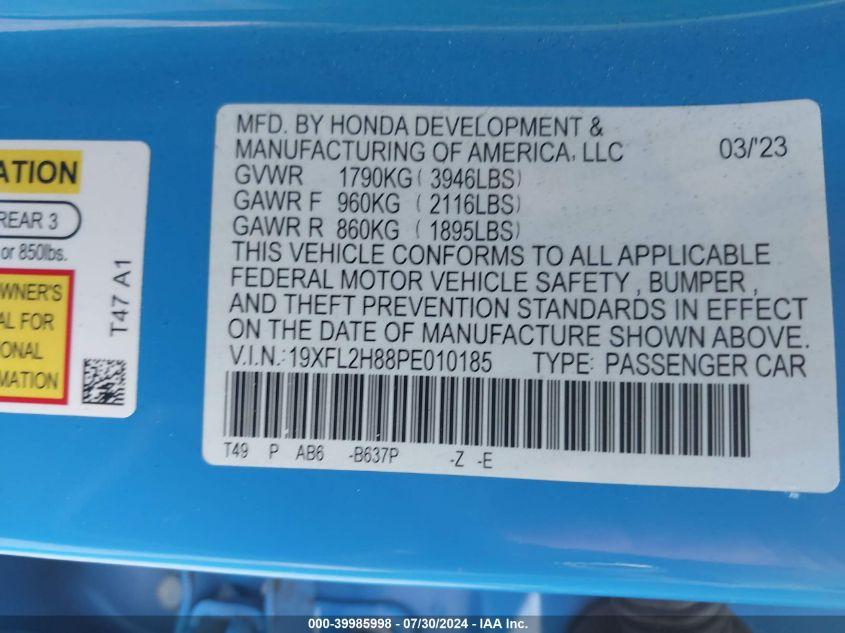 ATION
REAR 3
or 850lbs.
WNER'S
AL FOR
ONAL
MATION
T47 A1
MFD. BY HONDA DEVELOPMENT &
MANUFACTURING OF AMERICA, LLC 03/'23
GVWR 1790KG ( 3946LBS)
GAWR F 960KG ( 2116LBS)
GAWR R 860KG ( 1895LBS)
THIS VEHICLE CONFORMS TO ALL APPLICABLE
FEDERAL MOTOR VEHICLE SAFETY , BUMPER ,
AND THEFT PREVENTION STANDARDS IN EFFECT
ON THE DATE OF MANUFACTURE SHOWN ABOVE.
V.I.N.:19XFL2H88PE010185 TYPE: PASSENGER CAR
T49 P AB6 -B637P -Z -E
000-39985998 - 07/30/2024 - IAA Inc.